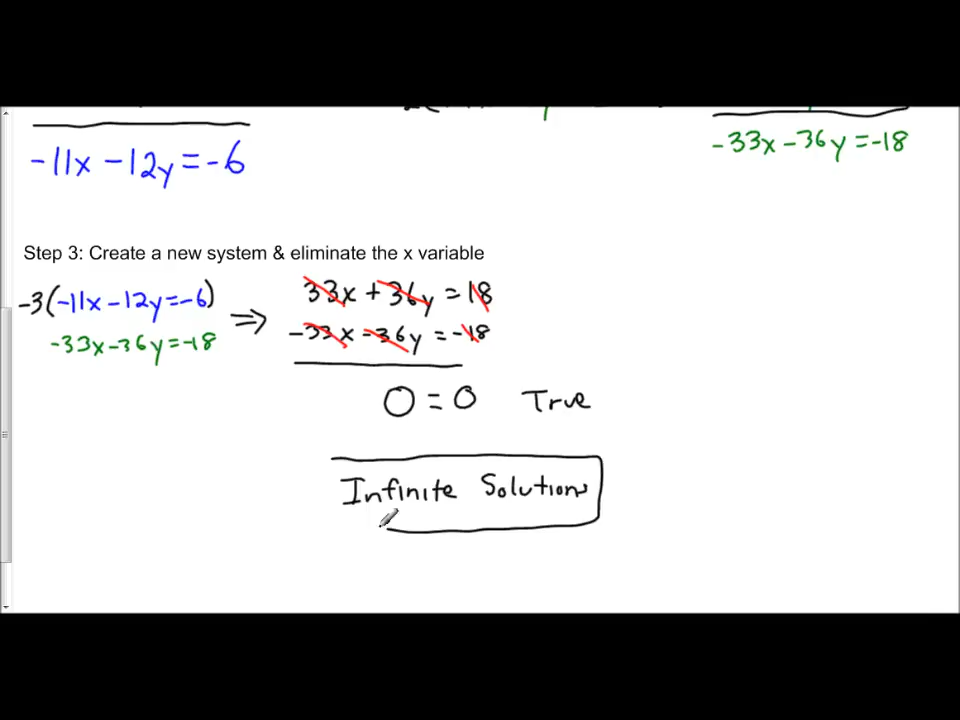 -11x -12y = -6
-33x -36y = -18
Step 3: Create a new system & eliminate the x variable
-3(-11x -12y = -6) ⇒ 33x + 36y = 18
-33x -36y = -18 -33x -36y = -18
0 = 0 True
Infinite Solutions